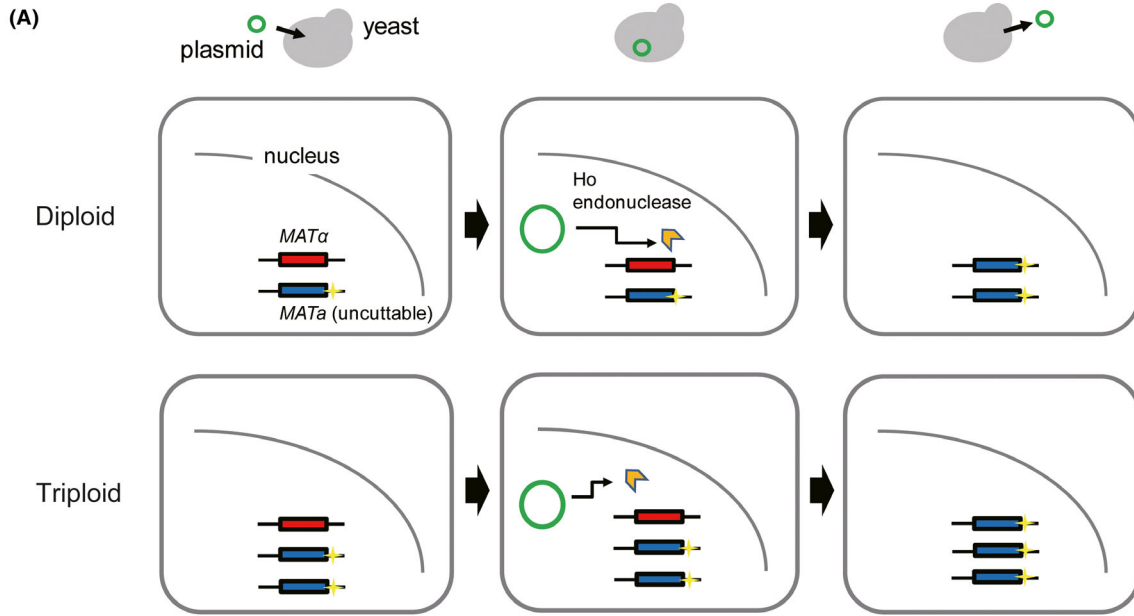 (A)
plasmid
yeast
Diploid
nucleus
MATα
MATa (uncuttable)
Ho
endonuclease
Triploid